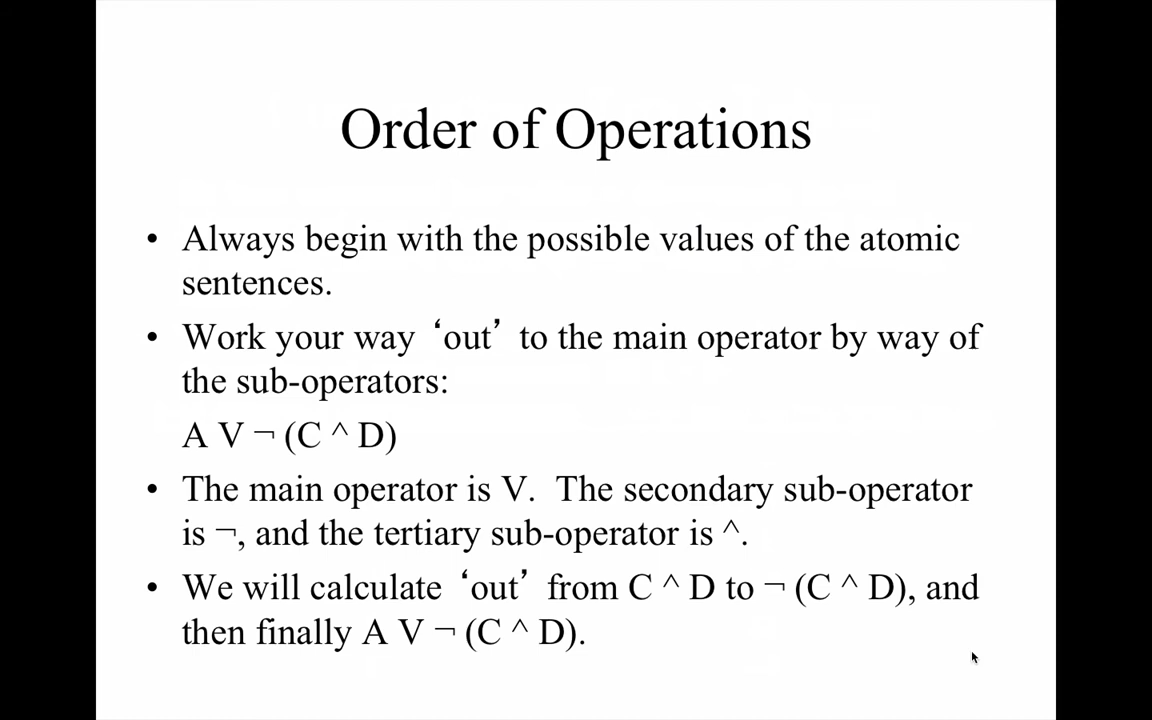 Order of Operations
• Always begin with the possible values of the atomic
sentences.
• Work your way ‘out’ to the main operator by way of
the sub-operators:
A V ¬ (C ^ D)
• The main operator is V. The secondary sub-operator
is ¬, and the tertiary sub-operator is ^.
• We will calculate ‘out’ from C ^ D to ¬ (C ^ D), and
then finally A V ¬ (C ^ D).